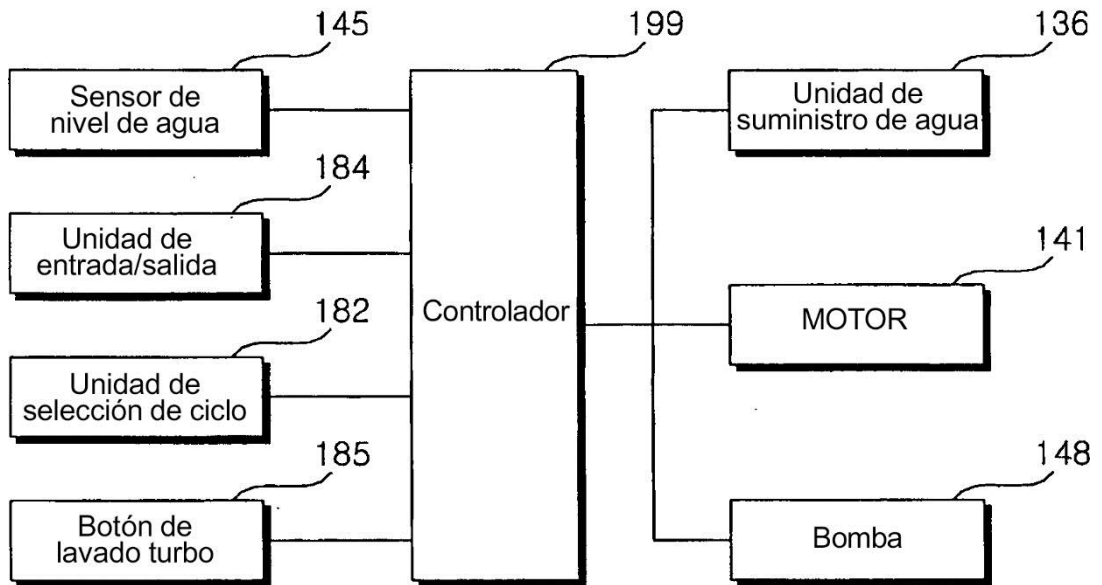 145
199
136
Sensor de
nivel de agua
Unidad de
suministro de agua
184
Unidad de
entrada/salida
141
Controlador
MOTOR
182
Unidad de
selección de ciclo
185
148
Botón de
lavado turbo
Bomba